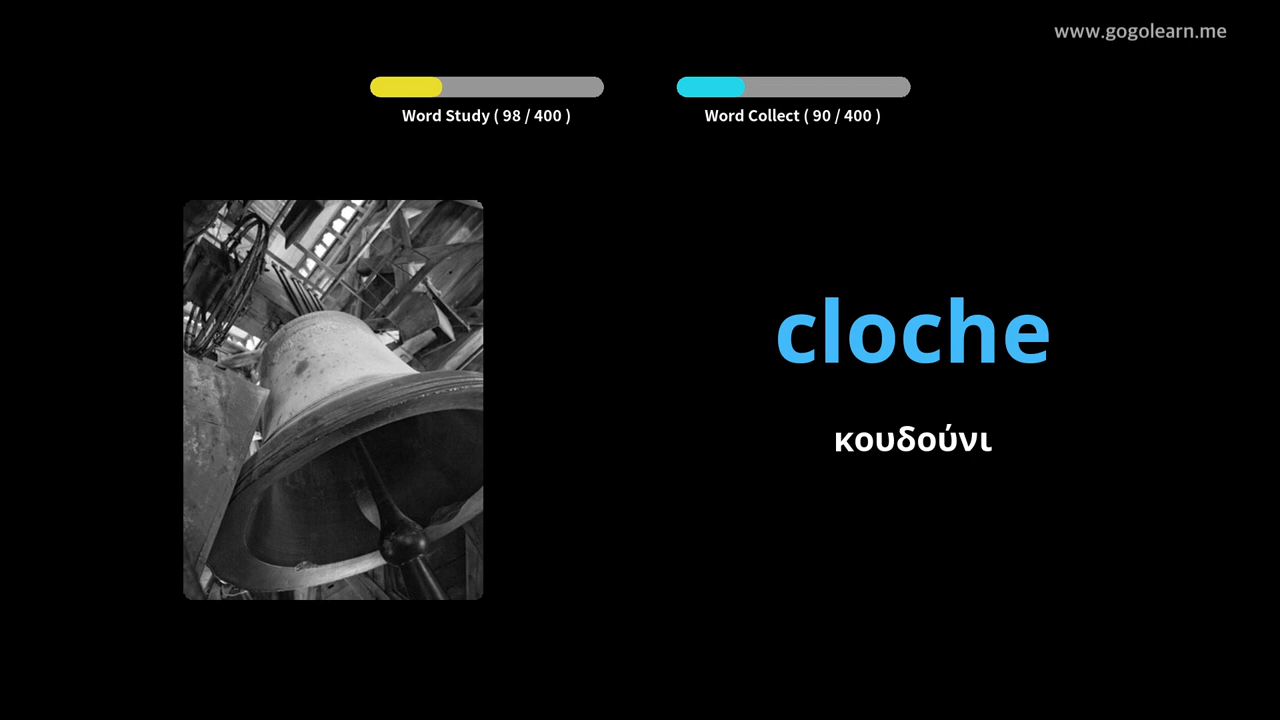 www.gogolearn.me
Word Study ( 98 / 400 )
Word Collect ( 90 / 400 )
cloche
κουδούνι